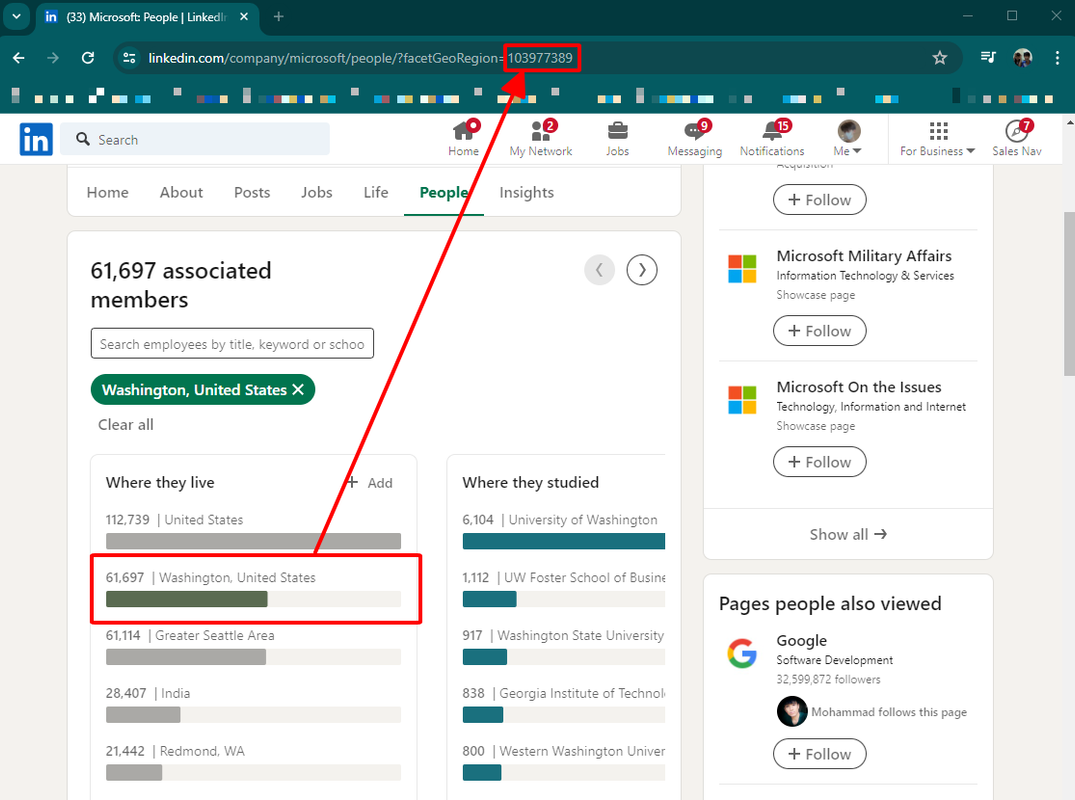 (33) Microsoft: People | LinkedIn
linkedin.com/company/microsoft/people/?facetGeoRegion=103977389
in
Search
Home
My Network
2
Jobs
Messaging
9
Notifications
15
Me
For Business
Sales Nav
7
Home About Posts Jobs Life People Insights
61,697 associated
members
Search employees by title, keyword or schoo
Washington, United States
Clear all
Where they live
+ Add
112,739 | United States
61,697 | Washington, United States
61,114 | Greater Seattle Area
28,407 | India
21,442 | Redmond, WA
Where they studied
6,104 | University of Washington
1,112 | UW Foster School of Busine
917 | Washington State University
838 | Georgia Institute of Technol
800 | Western Washington Univer
Acquisition
+ Follow
Microsoft Military Affairs
Information Technology & Services
Showcase page
+ Follow
Microsoft On the Issues
Technology, Information and Internet
Showcase page
+ Follow
Show all →
Pages people also viewed
Google
Software Development
32,599,872 followers
Mohammad follows this page
+ Follow